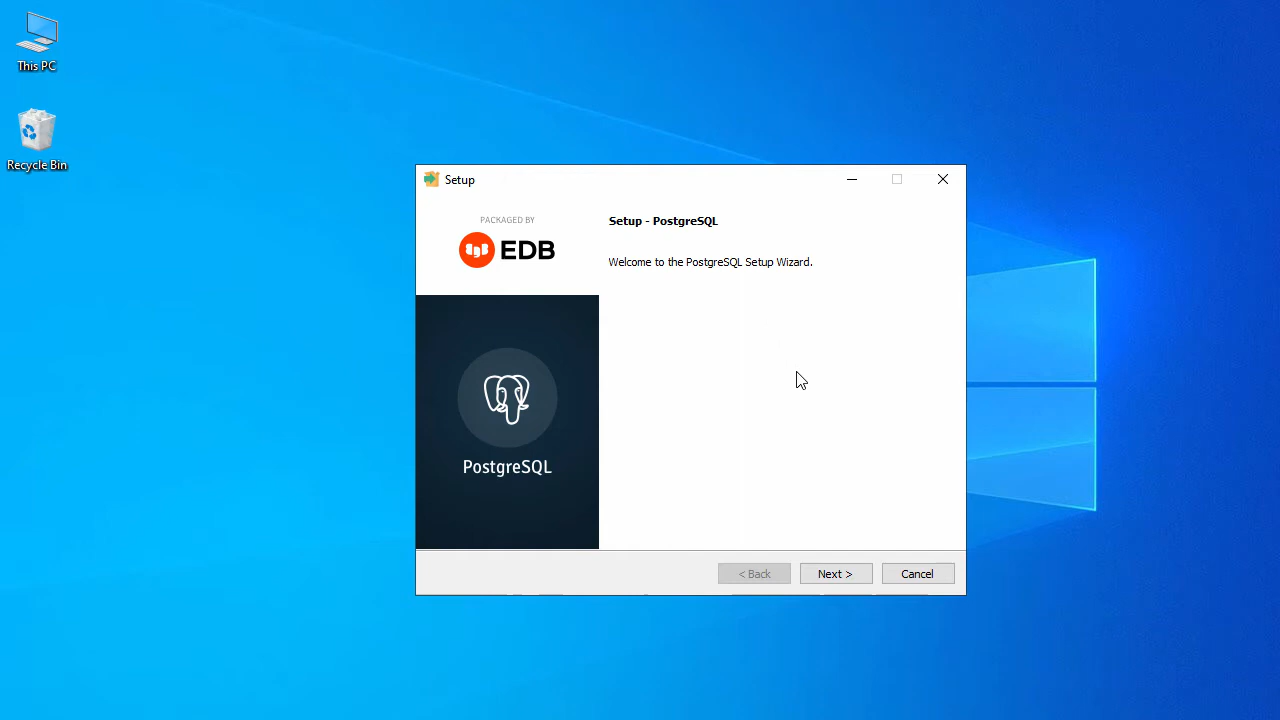 This PC
Recycle Bin
Setup
PACKAGED BY
EDB
PostgreSQL
Setup - PostgreSQL
Welcome to the PostgreSQL Setup Wizard.
< Back
Next >
Cancel